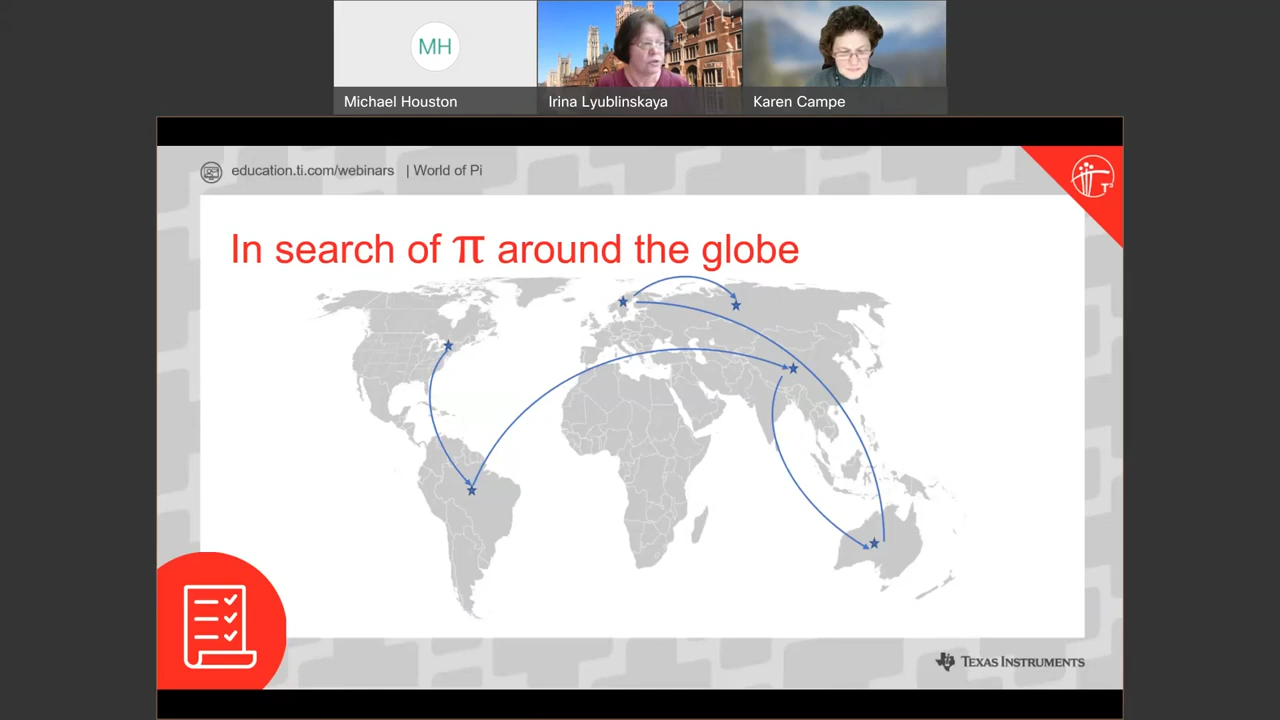 MH
Michael Houston
Irina Lyublinskaya
Karen Campe
education.ti.com/webinars | World of Pi
In search of π around the globe
TEXAS INSTRUMENTS